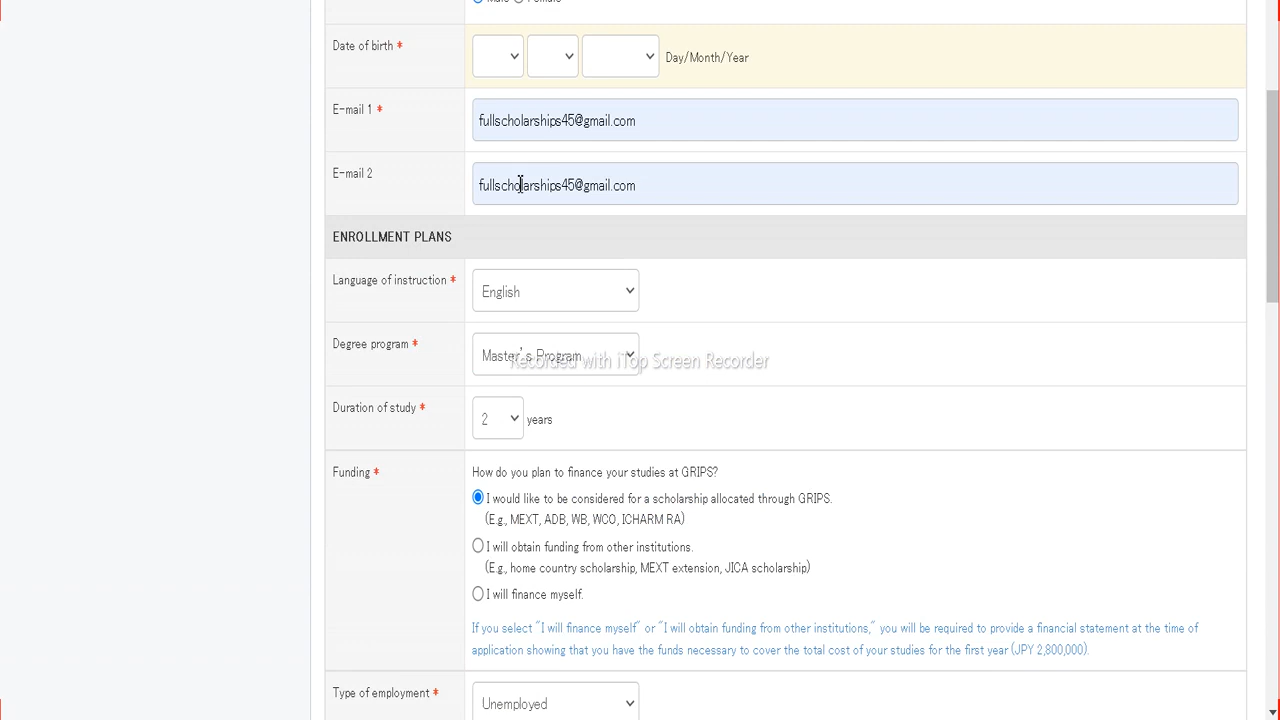 Male Female
Date of birth *
Day/Month/Year
E-mail 1 *
fullscholarships45@gmail.com
E-mail 2
fullscholarships45@gmail.com
ENROLLMENT PLANS
Language of instruction *
English
Degree program *
Master's Program
Recorded with iTop Screen Recorder
Duration of study *
2 years
Funding *
How do you plan to finance your studies at GRIPS?
I would like to be considered for a scholarship allocated through GRIPS.
(E.g., MEXT, ADB, WB, WCO, ICHARM RA)
I will obtain funding from other institutions.
(E.g., home country scholarship, MEXT extension, JICA scholarship)
I will finance myself.
If you select "I will finance myself" or "I will obtain funding from other institutions," you will be required to provide a financial statement at the time of
application showing that you have the funds necessary to cover the total cost of your studies for the first year (JPY 2,800,000).
Type of employment *
Unemployed